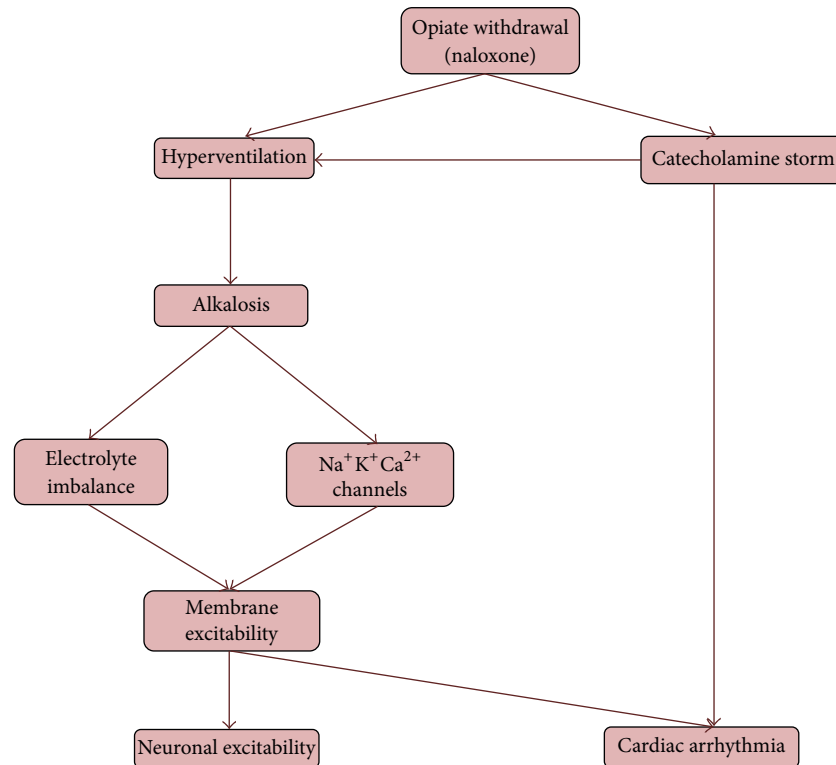 Opiate withdrawal
(naloxone)
Hyperventilation
Catecholamine storm
Alkalosis
Electrolyte
imbalance
Na⁺K⁺Ca²⁺
channels
Membrane
excitability
Neuronal excitability
Cardiac arrhythmia